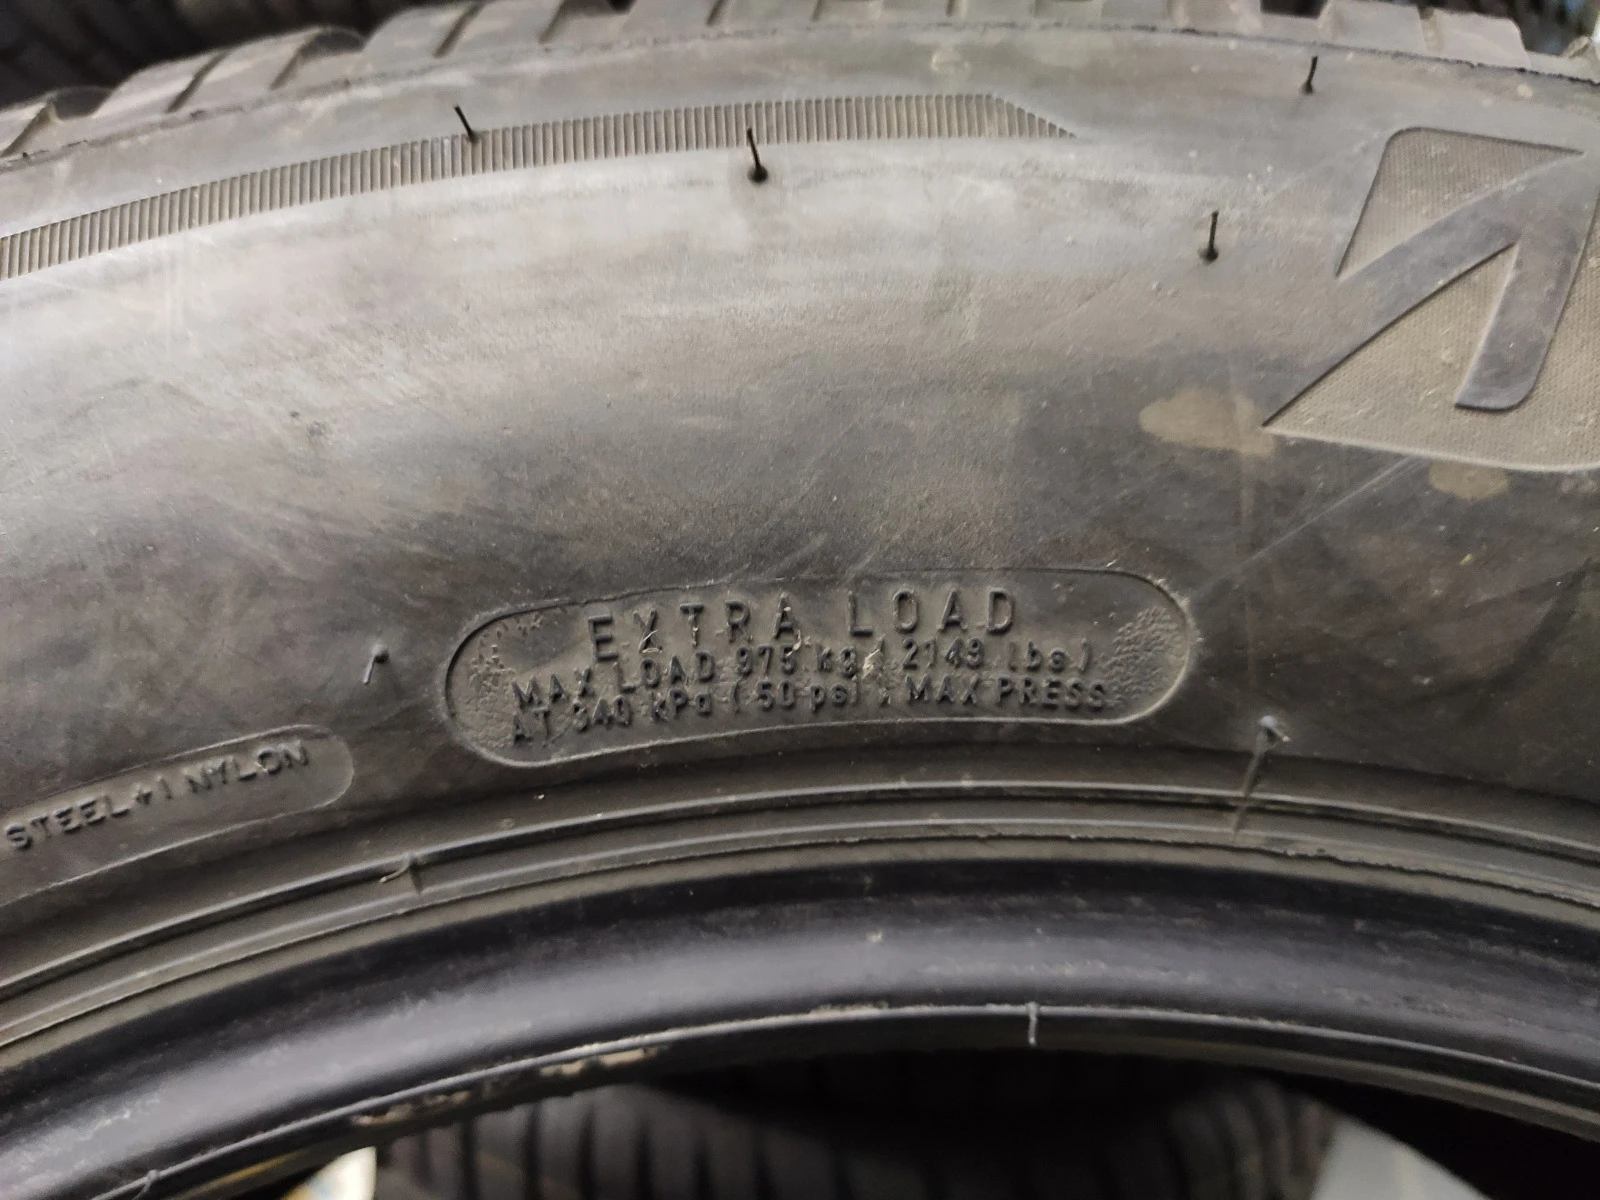 EXTRA LOAD
MAX LOAD 975 kg ( 2149 lbs )
AT 340 kPa ( 50 psi ) MAX PRESS
STEEL+1 NYLON